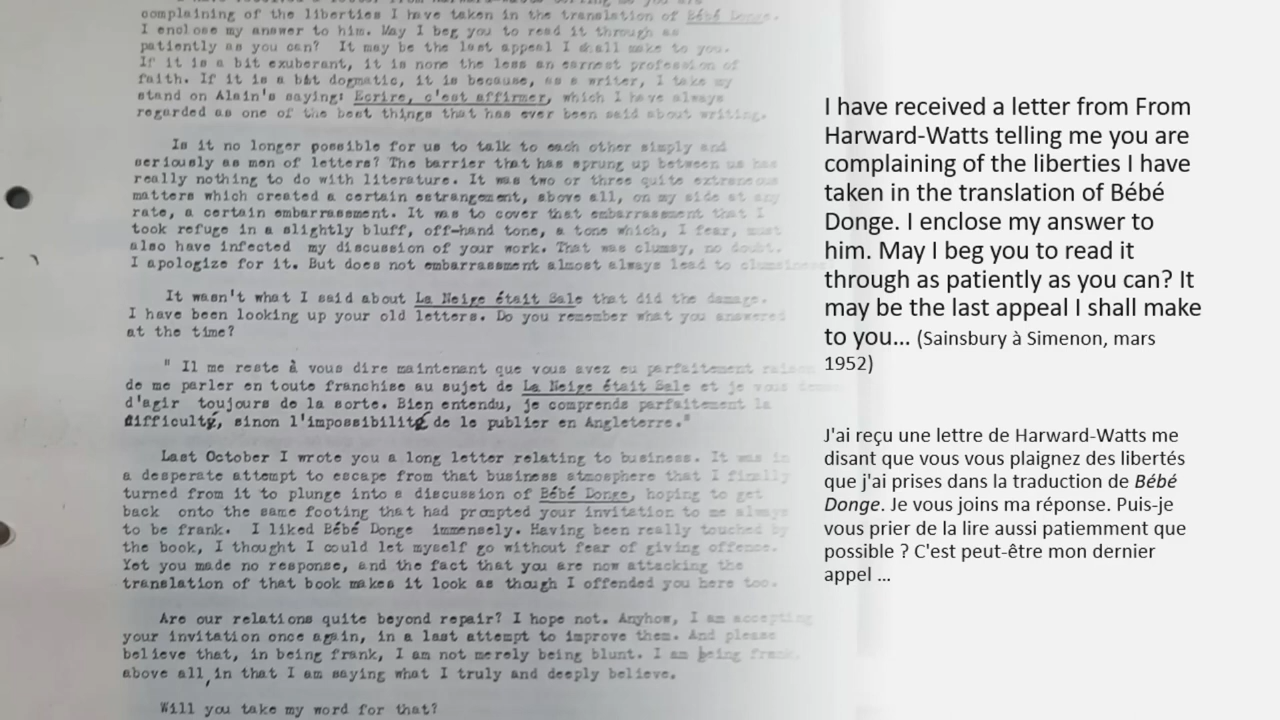 complaining of the liberties I have taken in the translation of Bébé Donge.
I enclose my answer to him. May I beg you to read it through as
patiently as you can?  It may be the last appeal I shall make to you.
If it is a bit exuberant, it is none the less an earnest profession of
faith. If it is a bit dogmatic, it is because, as a writer, I take my
stand on Alain's saying: Ecrire, c'est affirmer, which I have always
regarded as one of the best things that has ever been said about writing.
Is it no longer possible for us to talk to each other simply and
seriously as men of letters? The barrier that has sprung up between us has
really nothing to do with literature. It was two or three quite extraneous
matters which created a certain estrangement, above all, on my side at any
rate, a certain embarrassment. It was to cover that embarrassment that I
took refuge in a slightly bluff, off-hand tone, a tone which, I fear, must
also have infected my discussion of your work. That was clumsy, no doubt.
I apologize for it. But does not embarrassment almost always lead to
It wasn't what I said about La Neige était Sale that did the damage.
I have been looking up your old letters. Do you remember what you answered
at the time?
" Il me reste à vous dire maintenant que vous avez eu parfaitement raison
de me parler en toute franchise au sujet de La Neige était Sale et je vous
d'agir toujours de la sorte. Bien entendu, je comprends parfaitement la
difficulté, sinon l'impossibilité de le publier en Angleterre."
Last October I wrote you a long letter relating to business. It was in
a desperate attempt to escape from that business atmosphere that I finally
turned from it to plunge into a discussion of Bébé Donge, hoping to get
back onto the same footing that had prompted your invitation to me always
to be frank. I liked Bébé Donge immensely. Having been really touched by
the book, I thought I could let myself go without fear of giving offence.
Yet you made no response, and the fact that you are now attacking the
translation of that book makes it look as though I offended you here too.
Are our relations quite beyond repair? I hope not. Anyhow, I am accepting
your invitation once again, in a last attempt to improve them. And please
believe that, in being frank, I am not merely being blunt. I am being frank,
above all, in that I am saying what I truly and deeply believe.
Will you take my word for that?
I have received a letter from From
Harward-Watts telling me you are
complaining of the liberties I have
taken in the translation of Bébé
Donge. I enclose my answer to
him. May I beg you to read it
through as patiently as you can? It
may be the last appeal I shall make
to you... (Sainsbury à Simenon, mars
1952)
J'ai reçu une lettre de Harward-Watts me
disant que vous vous plaignez des libertés
que j'ai prises dans la traduction de Bébé
Donge. Je vous joins ma réponse. Puis-je
vous prier de la lire aussi patiemment que
possible ? C'est peut-être mon dernier
appel ...